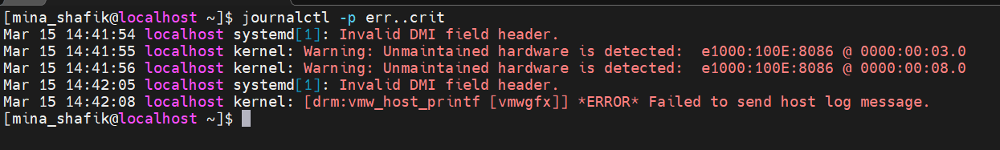 [mina_shafik@localhost ~]$ journalctl -p err..crit
Mar 15 14:41:54 localhost systemd[1]: Invalid DMI field header.
Mar 15 14:41:55 localhost kernel: Warning: Unmaintained hardware is detected:  e1000:100E:8086 @ 0000:00:03.0
Mar 15 14:41:56 localhost kernel: Warning: Unmaintained hardware is detected:  e1000:100E:8086 @ 0000:00:08.0
Mar 15 14:42:05 localhost systemd[1]: Invalid DMI field header.
Mar 15 14:42:08 localhost kernel: [drm:vmw_host_printf [vmwgfx]] *ERROR* Failed to send host log message.
[mina_shafik@localhost ~]$